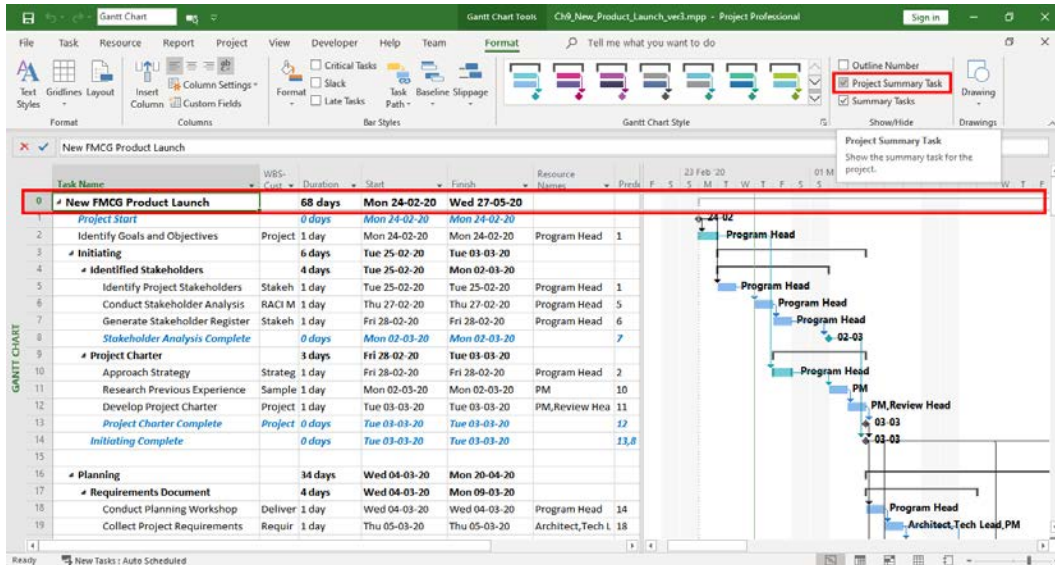 Gantt Chart
Gantt Chart Tools
Ch9_New_Product_Launch_ver3.mpp - Project Professional
Sign in
File Task Resource Report Project View Developer Help Team Format Tell me what you want to do
Text Styles
Gridlines
Layout
Format
Insert Column
Column Settings
Custom Fields
Columns
Format
Critical Tasks
Slack
Late Tasks
Task Path
Baseline
Slippage
Bar Styles
Gantt Chart Style
Outline Number
Project Summary Task
Summary Tasks
Show/Hide
Drawing
Drawings
New FMCG Product Launch
Project Summary Task
Show the summary task for the
project.
Task Name WBS-Cust Duration Start Finish Resource Names Prede
23 Feb '20 01 M
F S S M T W T F S S W T F
0 New FMCG Product Launch 68 days Mon 24-02-20 Wed 27-05-20
1 Project Start 0 days Mon 24-02-20 Mon 24-02-20 24-02
2 Identify Goals and Objectives Project 1 day Mon 24-02-20 Mon 24-02-20 Program Head 1 Program Head
3 Initiating 6 days Tue 25-02-20 Tue 03-03-20
4 Identified Stakeholders 4 days Tue 25-02-20 Mon 02-03-20
5 Identify Project Stakeholders Stakeh 1 day Tue 25-02-20 Tue 25-02-20 Program Head 1 Program Head
6 Conduct Stakeholder Analysis RACI M 1 day Thu 27-02-20 Thu 27-02-20 Program Head 5 Program Head
7 Generate Stakeholder Register Stakeh 1 day Fri 28-02-20 Fri 28-02-20 Program Head 6 Program Head
8 Stakeholder Analysis Complete 0 days Mon 02-03-20 Mon 02-03-20 7 02-03
9 Project Charter 3 days Fri 28-02-20 Tue 03-03-20
10 Approach Strategy Strateg 1 day Fri 28-02-20 Fri 28-02-20 Program Head 2 Program Head
11 Research Previous Experience Sample 1 day Mon 02-03-20 Mon 02-03-20 PM 10 PM
12 Develop Project Charter Project 1 day Tue 03-03-20 Tue 03-03-20 PM,Review Hea 11 PM,Review Head
13 Project Charter Complete Project 0 days Tue 03-03-20 Tue 03-03-20 12 03-03
14 Initiating Complete 0 days Tue 03-03-20 Tue 03-03-20 13,8 03-03
15
16 Planning 34 days Wed 04-03-20 Mon 20-04-20
17 Requirements Document 4 days Wed 04-03-20 Mon 09-03-20
18 Conduct Planning Workshop Deliver 1 day Wed 04-03-20 Wed 04-03-20 Program Head 14 Program Head
19 Collect Project Requirements Requir 1 day Thu 05-03-20 Thu 05-03-20 Architect,Tech L 18 Architect,Tech Lead,PM
GANTT CHART
Ready New Tasks : Auto Scheduled